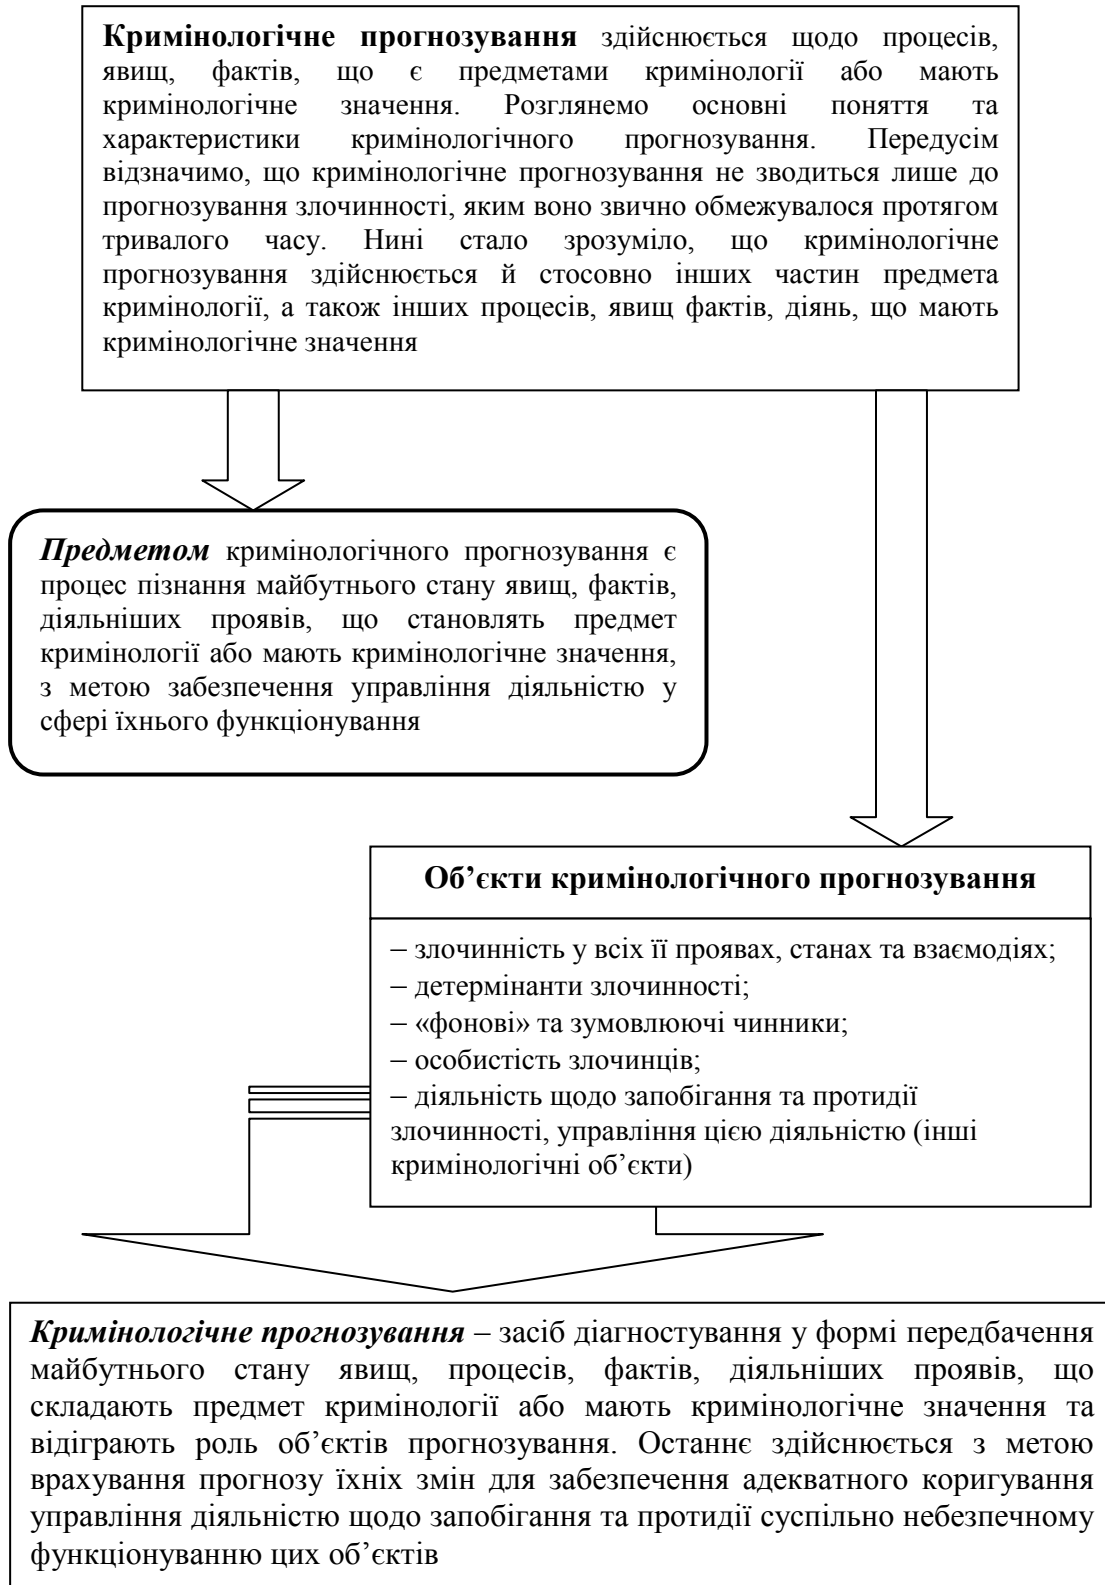 Кримінологічне прогнозування здійснюється щодо процесів,
явищ, фактів, що є предметами кримінології або мають
кримінологічне значення. Розглянемо основні поняття та
характеристики кримінологічного прогнозування. Передусім
відзначимо, що кримінологічне прогнозування не зводиться лише до
прогнозування злочинності, яким воно звично обмежувалося протягом
тривалого часу. Нині стало зрозуміло, що кримінологічне
прогнозування здійснюється й стосовно інших частин предмета
кримінології, а також інших процесів, явищ фактів, діянь, що мають
кримінологічне значення
Предметом кримінологічного прогнозування є
процес пізнання майбутнього стану явищ, фактів,
діяльніших проявів, що становлять предмет
кримінології або мають кримінологічне значення,
з метою забезпечення управління діяльністю у
сфері їхнього функціонування
Об’єкти кримінологічного прогнозування
– злочинність у всіх її проявах, станах та взаємодіях;
– детермінанти злочинності;
– «фонові» та зумовлюючі чинники;
– особистість злочинців;
– діяльність щодо запобігання та протидії
злочинності, управління цією діяльністю (інші
кримінологічні об’єкти)
Кримінологічне прогнозування – засіб діагностування у формі передбачення
майбутнього стану явищ, процесів, фактів, діяльніших проявів, що
складають предмет кримінології або мають кримінологічне значення та
відіграють роль об’єктів прогнозування. Останнє здійснюється з метою
врахування прогнозу їхніх змін для забезпечення адекватного коригування
управління діяльністю щодо запобігання та протидії суспільно небезпечному
функціонуванню цих об’єктів